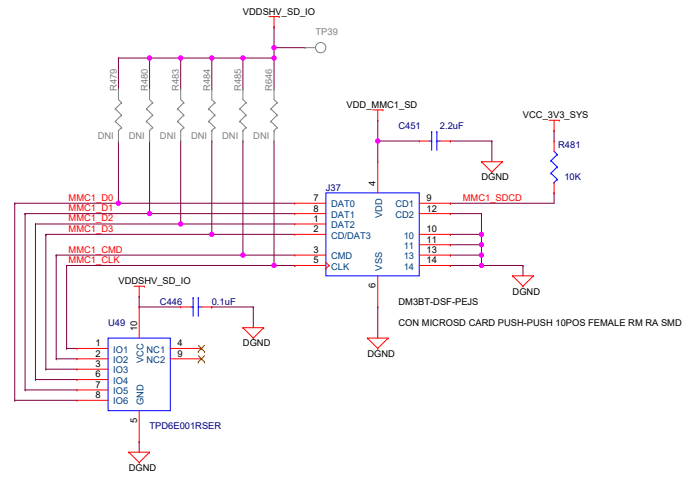 VDDSHV_SD_IO
TP39
R479
R480
R483
R484
R485
R646
DNI
DNI
DNI
DNI
DNI
DNI
VDD_MMC1_SD
C451
2.2uF
DGND
VCC_3V3_SYS
R481
10K
J37
MMC1_D0
MMC1_D1
MMC1_D2
MMC1_D3
MMC1_CMD
MMC1_CLK
7
8
1
2
3
5
4
6
DAT0
DAT1
DAT2
CD/DAT3
CMD
CLK
VDD
VSS
CD1
CD2
10
11
13
14
9
12
10
11
13
14
MMC1_SDCD
DGND
DM3BT-DSF-PEJS
CON MICROSD CARD PUSH-PUSH 10POS FEMALE RM RA SMD
DGND
VDDSHV_SD_IO
C446
0.1uF
DGND
U49
10
1
2
3
6
7
8
IO1
IO2
IO3
IO4
IO5
IO6
VCC
GND
NC1
NC2
4
9
5
TPD6E001RSER
DGND